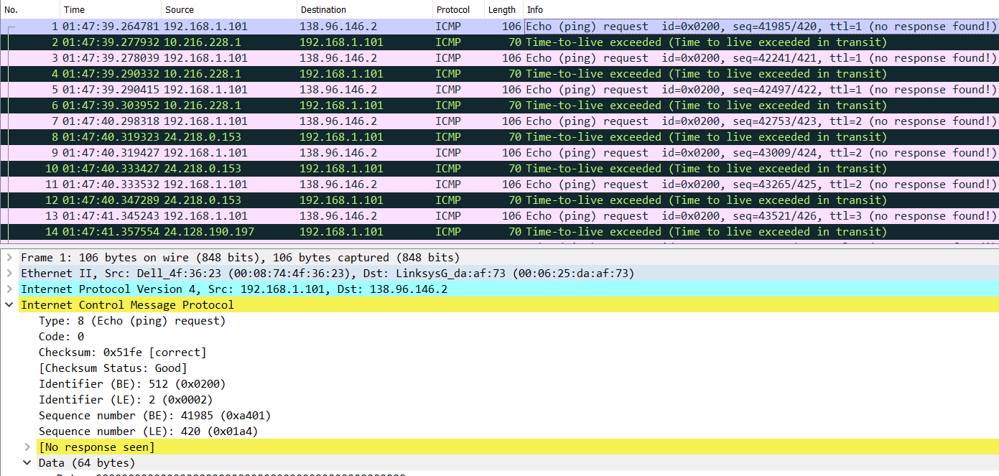 No. Time Source Destination Protocol Length Info
1 01:47:39.264781 192.168.1.101 138.96.146.2 ICMP 106 Echo (ping) request id=0x0200, seq=41985/420, ttl=1 (no response found!)
2 01:47:39.277932 10.216.228.1 192.168.1.101 ICMP 70 Time-to-live exceeded (Time to live exceeded in transit)
3 01:47:39.278039 192.168.1.101 138.96.146.2 ICMP 106 Echo (ping) request id=0x0200, seq=42241/421, ttl=1 (no response found!)
4 01:47:39.290332 10.216.228.1 192.168.1.101 ICMP 70 Time-to-live exceeded (Time to live exceeded in transit)
5 01:47:39.290415 192.168.1.101 138.96.146.2 ICMP 106 Echo (ping) request id=0x0200, seq=42497/422, ttl=1 (no response found!)
6 01:47:39.303952 10.216.228.1 192.168.1.101 ICMP 70 Time-to-live exceeded (Time to live exceeded in transit)
7 01:47:40.298318 192.168.1.101 138.96.146.2 ICMP 106 Echo (ping) request id=0x0200, seq=42753/423, ttl=2 (no response found!)
8 01:47:40.319323 24.218.0.153 192.168.1.101 ICMP 70 Time-to-live exceeded (Time to live exceeded in transit)
9 01:47:40.319427 192.168.1.101 138.96.146.2 ICMP 106 Echo (ping) request id=0x0200, seq=43009/424, ttl=2 (no response found!)
10 01:47:40.333427 24.218.0.153 192.168.1.101 ICMP 70 Time-to-live exceeded (Time to live exceeded in transit)
11 01:47:40.333532 192.168.1.101 138.96.146.2 ICMP 106 Echo (ping) request id=0x0200, seq=43265/425, ttl=2 (no response found!)
12 01:47:40.347289 24.218.0.153 192.168.1.101 ICMP 70 Time-to-live exceeded (Time to live exceeded in transit)
13 01:47:41.345243 192.168.1.101 138.96.146.2 ICMP 106 Echo (ping) request id=0x0200, seq=43521/426, ttl=3 (no response found!)
14 01:47:41.357554 24.128.190.197 192.168.1.101 ICMP 70 Time-to-live exceeded (Time to live exceeded in transit)
Frame 1: 106 bytes on wire (848 bits), 106 bytes captured (848 bits)
Ethernet II, Src: Dell_4f:36:23 (00:08:74:4f:36:23), Dst: LinksysG_da:af:73 (00:06:25:da:af:73)
Internet Protocol Version 4, Src: 192.168.1.101, Dst: 138.96.146.2
Internet Control Message Protocol
Type: 8 (Echo (ping) request)
Code: 0
Checksum: 0x51fe [correct]
[Checksum Status: Good]
Identifier (BE): 512 (0x0200)
Identifier (LE): 2 (0x0002)
Sequence number (BE): 41985 (0xa401)
Sequence number (LE): 420 (0x01a4)
[No response seen]
Data (64 bytes)